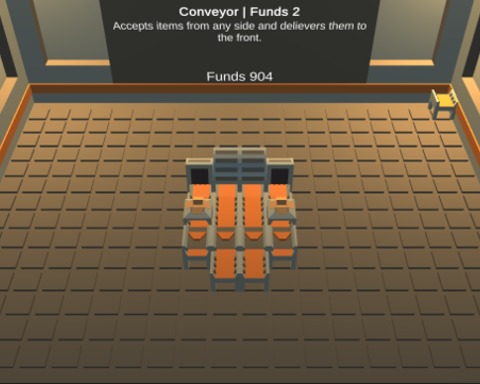 Conveyor | Funds 2
Accepts items from any side and delievers them to
the front.
Funds 904